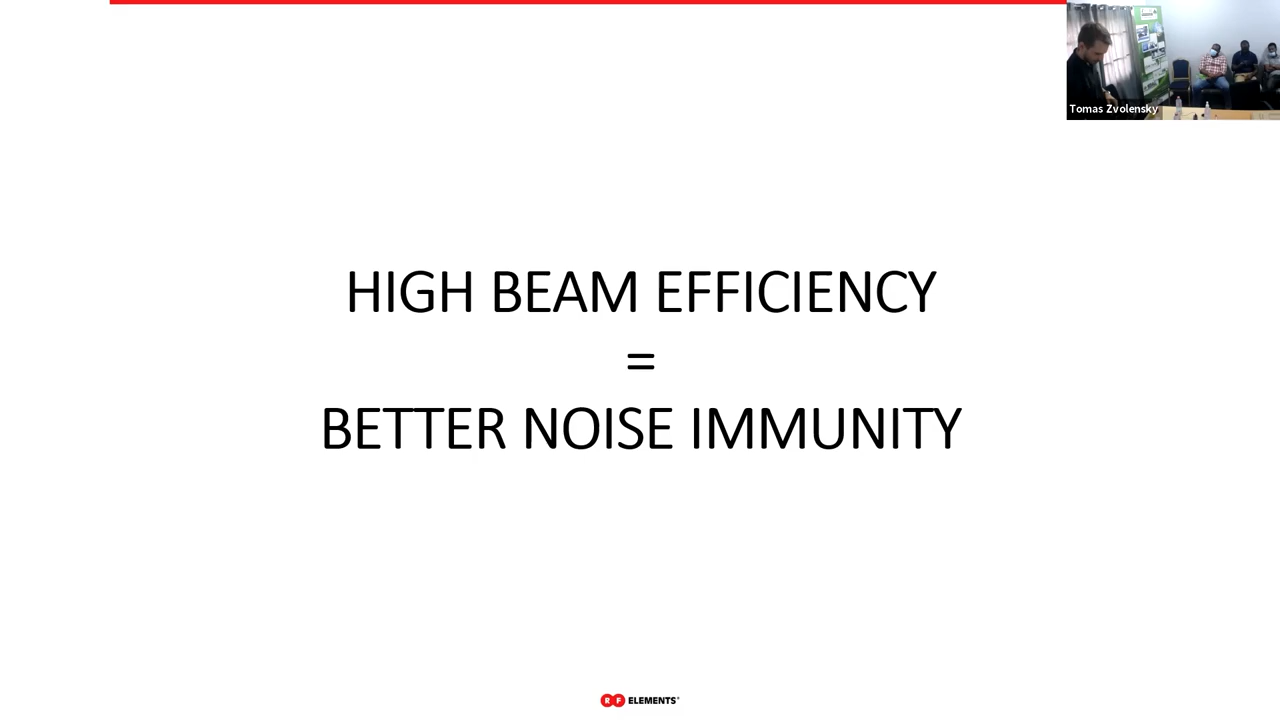 Tomas Zvolensky
HIGH BEAM EFFICIENCY
=
BETTER NOISE IMMUNITY
RF ELEMENTS®